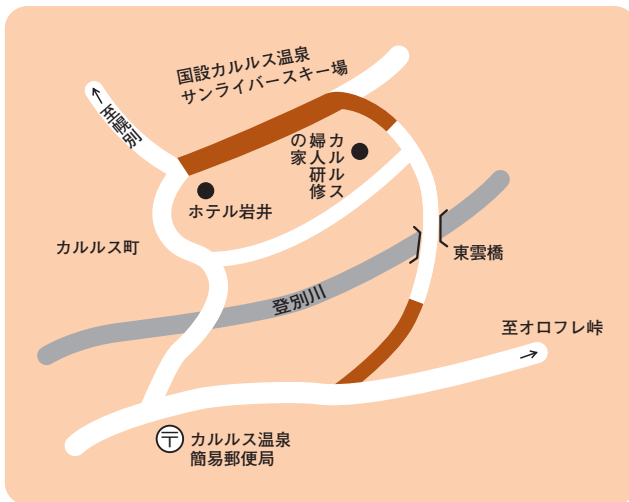 国設カルルス温泉
サンライバースキー場
至幌別
カルルス
婦人研修
の家
ホテル岩井
カルルス町
東雲橋
登別川
至オロフレ峠
カルルス温泉
簡易郵便局